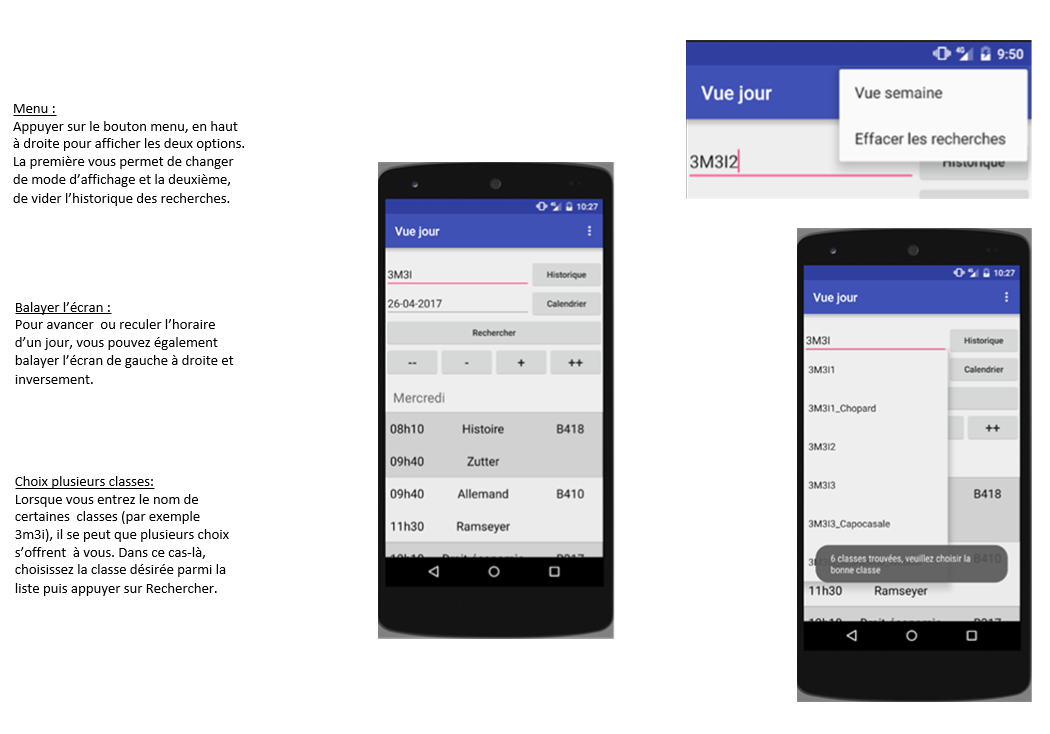 Menu :
Appuyer sur le bouton menu, en haut
à droite pour afficher les deux options.
La première vous permet de changer
de mode d’affichage et la deuxième,
de vider l’historique des recherches.
Balayer l’écran :
Pour avancer  ou reculer l’horaire
d’un jour, vous pouvez également
balayer l’écran de gauche à droite et
inversement.
Choix plusieurs classes:
Lorsque vous entrez le nom de
certaines  classes (par exemple
3m3i), il se peut que plusieurs choix
s’offrent  à vous. Dans ce cas-là,
choisissez la classe désirée parmi la
liste puis appuyer sur Rechercher.
10:27
Vue jour
3M3I Historique
26-04-2017 Calendrier
Rechercher
-- - + ++
Mercredi
08h10 Histoire B418
09h40 Zutter
09h40 Allemand B410
11h30 Ramseyer
4G 9:50
Vue jour
Vue semaine
Effacer les recherches
3M3I2 Historique
10:27
Vue jour
3M3I Historique
3M3I1 Calendrier
3M3I1_Chopard
++
3M3I2
3M3I3 B418
3M3I3_Capocasale
6 classes trouvées, veuillez choisir la
bonne classe
B410
11h30 Ramseyer